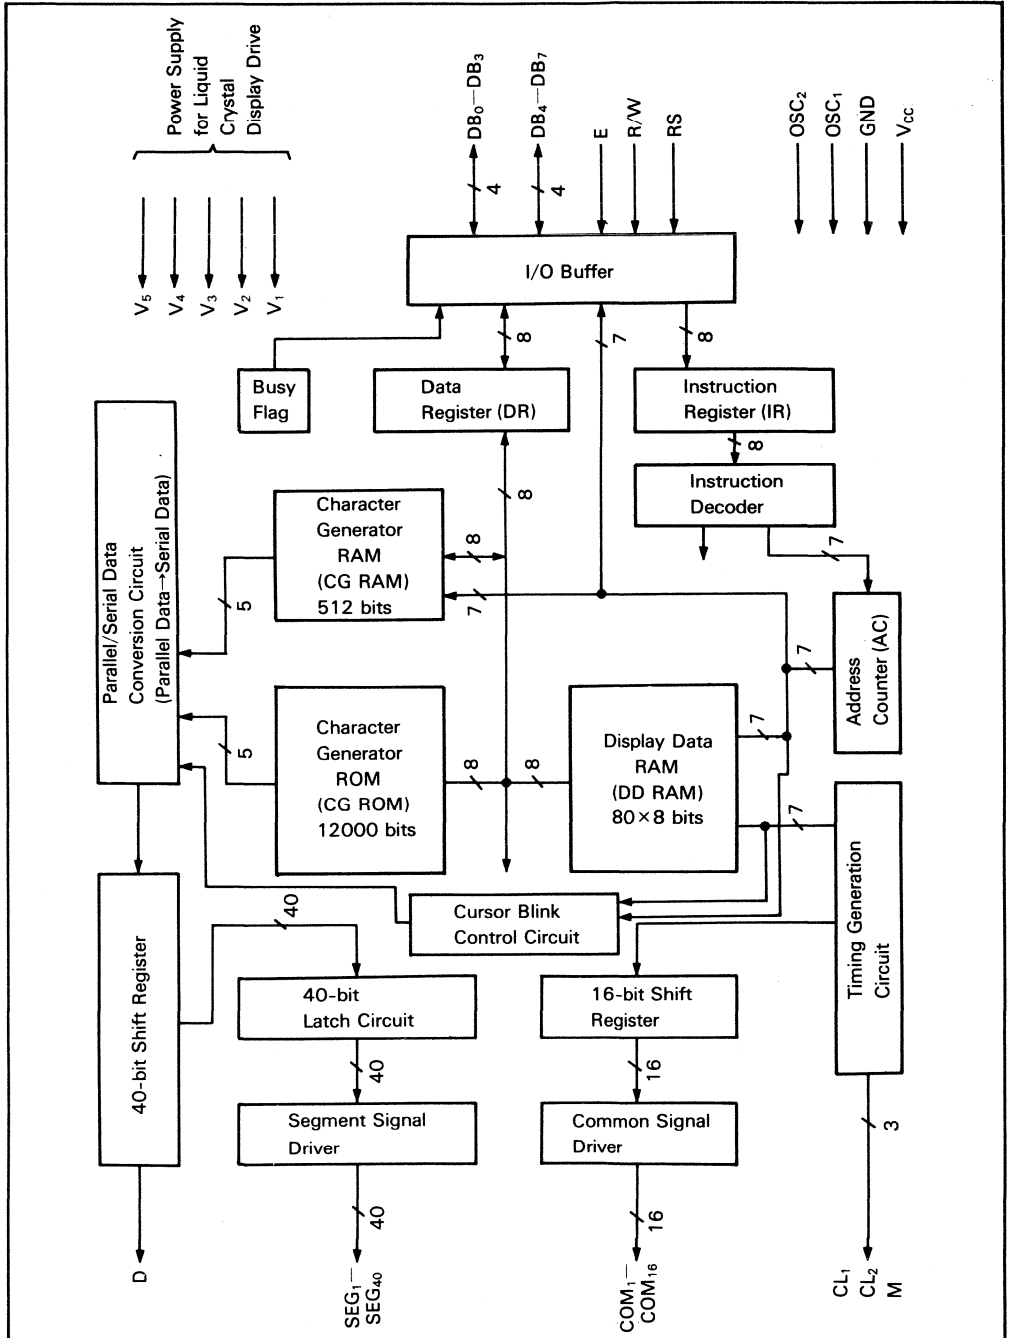 Power Supply
for Liquid
Crystal
Display Drive
V₅
V₄
V₃
V₂
V₁
DB₀—DB₃
4
DB₄—DB₇
4
E
R/W
RS
OSC₂
OSC₁
GND
Vcc
I/O Buffer
8
7
8
Busy
Flag
Data
Register (DR)
Instruction
Register (IR)
8
Instruction
Decoder
7
8
Parallel/Serial Data
Conversion Circuit
(Parallel Data→Serial Data)
Character
Generator
RAM
(CG RAM)
512 bits
8
7
5
Address
Counter (AC)
7
Character
Generator
ROM
(CG ROM)
12000 bits
5
8
8
Display Data
RAM
(DD RAM)
80×8 bits
7
7
Cursor Blink
Control Circuit
Timing Generation
Circuit
40-bit Shift Register
40
40-bit
Latch Circuit
40
16-bit Shift
Register
16
Segment Signal
Driver
40
Common Signal
Driver
16
3
D
SEG₁—
SEG₄₀
COM₁—
COM₁₆
CL₁
CL₂
M